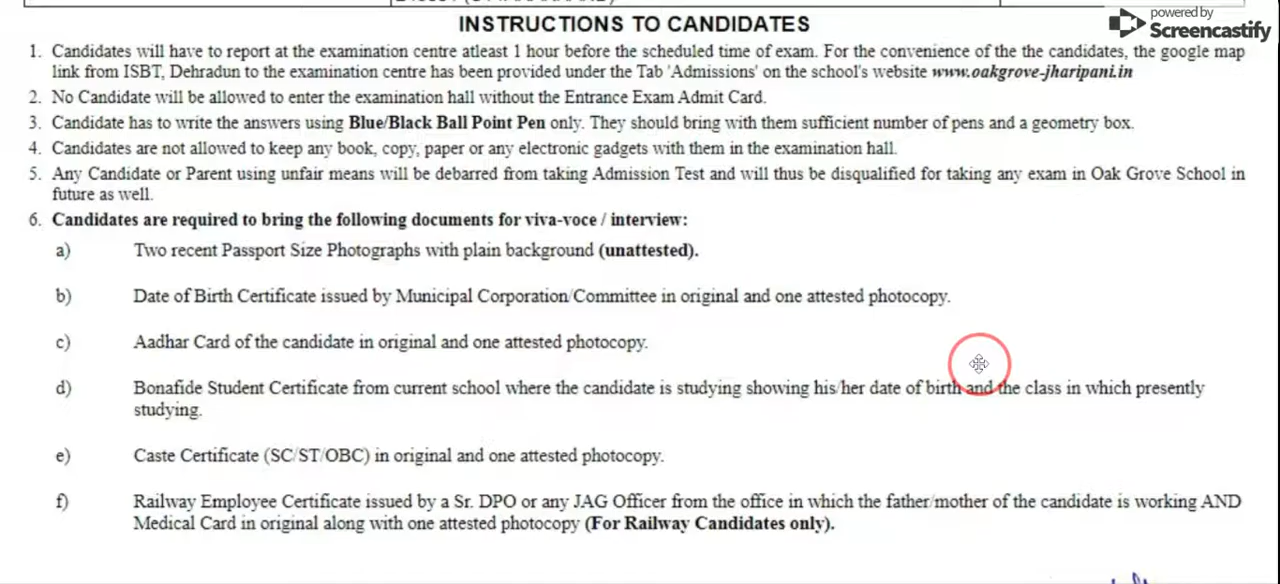 INSTRUCTIONS TO CANDIDATES
powered by
Screencastify
1. Candidates will have to report at the examination centre atleast 1 hour before the scheduled time of exam. For the convenience of the the candidates, the google map
link from ISBT, Dehradun to the examination centre has been provided under the Tab 'Admissions' on the school's website www.oakgrove-jharipani.in
2. No Candidate will be allowed to enter the examination hall without the Entrance Exam Admit Card.
3. Candidate has to write the answers using Blue/Black Ball Point Pen only. They should bring with them sufficient number of pens and a geometry box.
4. Candidates are not allowed to keep any book, copy, paper or any electronic gadgets with them in the examination hall.
5. Any Candidate or Parent using unfair means will be debarred from taking Admission Test and will thus be disqualified for taking any exam in Oak Grove School in
future as well.
6. Candidates are required to bring the following documents for viva-voce / interview:
a) Two recent Passport Size Photographs with plain background (unattested).
b) Date of Birth Certificate issued by Municipal Corporation/Committee in original and one attested photocopy.
c) Aadhar Card of the candidate in original and one attested photocopy.
d) Bonafide Student Certificate from current school where the candidate is studying showing his/her date of birth and the class in which presently
studying.
e) Caste Certificate (SC/ST/OBC) in original and one attested photocopy.
f) Railway Employee Certificate issued by a Sr. DPO or any JAG Officer from the office in which the father/mother of the candidate is working AND
Medical Card in original along with one attested photocopy (For Railway Candidates only).